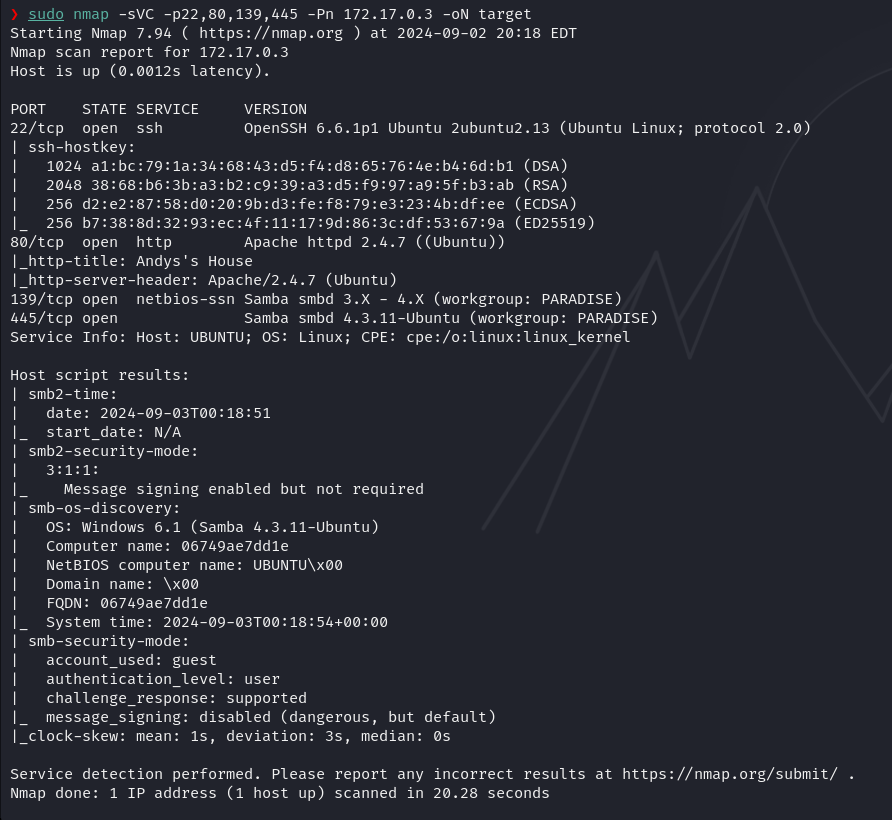 ❯ sudo nmap -sVC -p22,80,139,445 -Pn 172.17.0.3 -oN target
Starting Nmap 7.94 ( https://nmap.org ) at 2024-09-02 20:18 EDT
Nmap scan report for 172.17.0.3
Host is up (0.0012s latency).

PORT    STATE SERVICE     VERSION
22/tcp  open  ssh         OpenSSH 6.6.1p1 Ubuntu 2ubuntu2.13 (Ubuntu Linux; protocol 2.0)
| ssh-hostkey:
|   1024 a1:bc:79:1a:34:68:43:d5:f4:d8:65:76:4e:b4:6d:b1 (DSA)
|   2048 38:68:b6:3b:a3:b2:c9:39:a3:d5:f9:97:a9:5f:b3:ab (RSA)
|   256 d2:e2:87:58:d0:20:9b:d3:fe:f8:79:e3:23:4b:df:ee (ECDSA)
|_  256 b7:38:8d:32:93:ec:4f:11:17:9d:86:3c:df:53:67:9a (ED25519)
80/tcp  open  http        Apache httpd 2.4.7 ((Ubuntu))
|_http-title: Andys's House
|_http-server-header: Apache/2.4.7 (Ubuntu)
139/tcp open  netbios-ssn Samba smbd 3.X - 4.X (workgroup: PARADISE)
445/tcp open              Samba smbd 4.3.11-Ubuntu (workgroup: PARADISE)
Service Info: Host: UBUNTU; OS: Linux; CPE: cpe:/o:linux:linux_kernel

Host script results:
| smb2-time:
|   date: 2024-09-03T00:18:51
|_  start_date: N/A
| smb2-security-mode:
|   3:1:1:
|_    Message signing enabled but not required
| smb-os-discovery:
|   OS: Windows 6.1 (Samba 4.3.11-Ubuntu)
|   Computer name: 06749ae7dd1e
|   NetBIOS computer name: UBUNTU\x00
|   Domain name: \x00
|   FQDN: 06749ae7dd1e
|_  System time: 2024-09-03T00:18:54+00:00
| smb-security-mode:
|   account_used: guest
|   authentication_level: user
|   challenge_response: supported
|_  message_signing: disabled (dangerous, but default)
|_clock-skew: mean: 1s, deviation: 3s, median: 0s

Service detection performed. Please report any incorrect results at https://nmap.org/submit/ .
Nmap done: 1 IP address (1 host up) scanned in 20.28 seconds